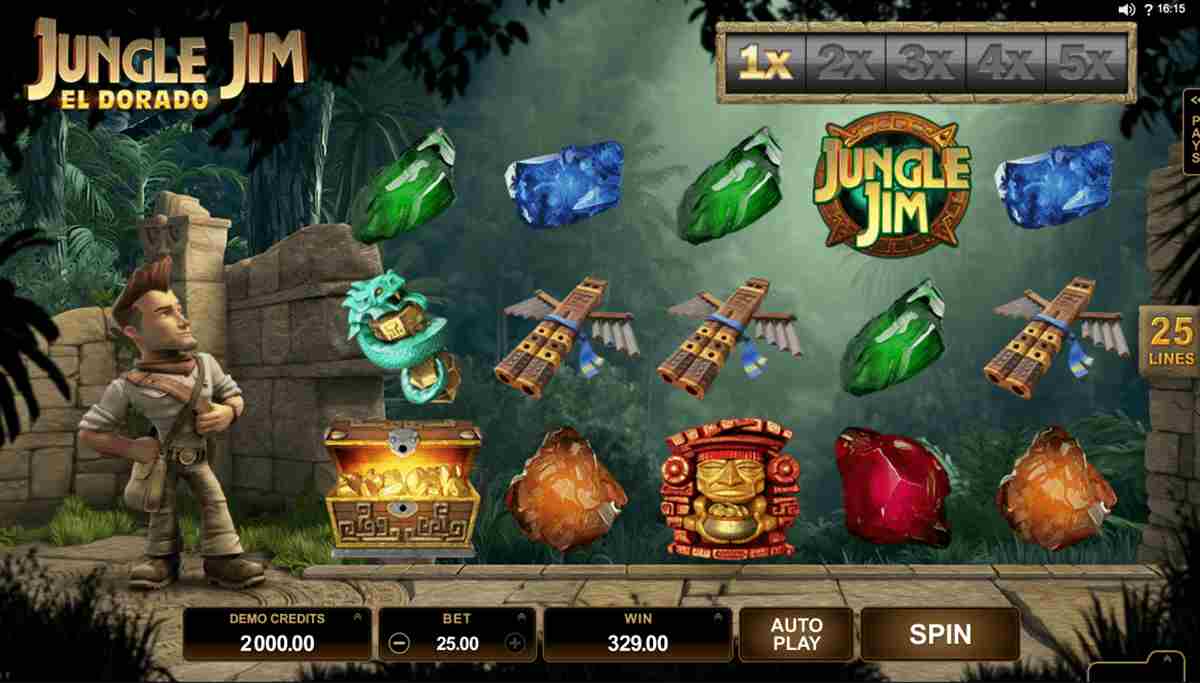 16:15
JUNGLE JIM
EL DORADO
1x 2x 3x 4x 5x
PAYS
JUNGLE
JIM
25
LINES
DEMO CREDITS
2000.00
BET
25.00
WIN
329.00
AUTO
PLAY
SPIN